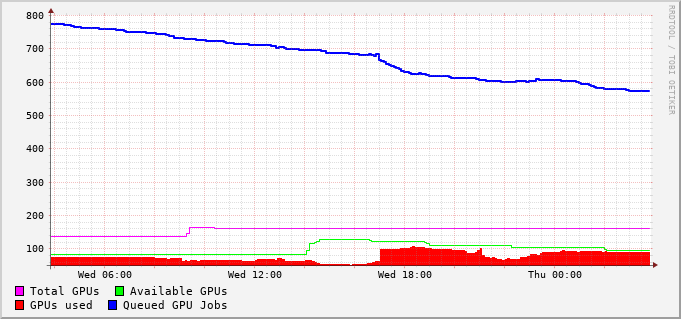 800
700
600
500
400
300
200
100
Wed 06:00 Wed 12:00 Wed 18:00 Thu 00:00
Total GPUs Available GPUs
GPUs used Queued GPU Jobs
RRDTOOL / TOBI OETIKER